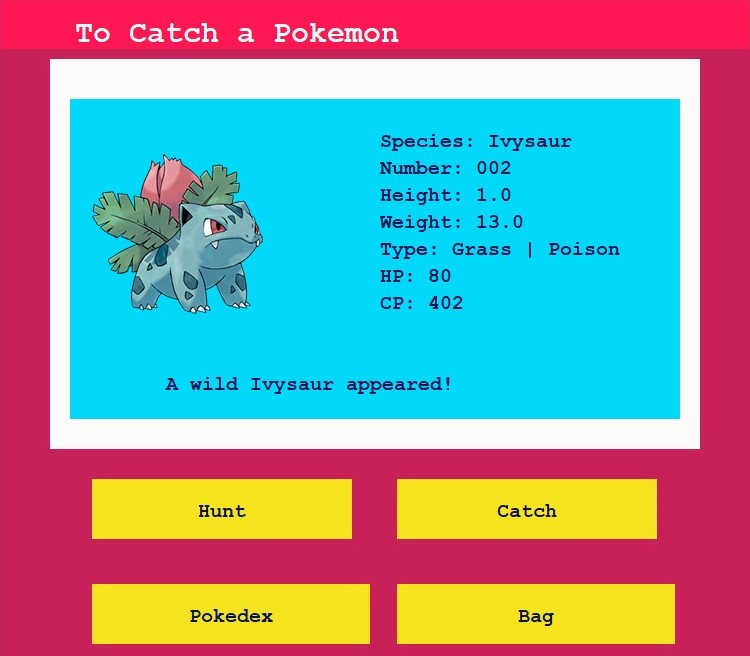 To Catch a Pokemon
Species: Ivysaur
Number: 002
Height: 1.0
Weight: 13.0
Type: Grass | Poison
HP: 80
CP: 402
A wild Ivysaur appeared!
Hunt
Catch
Pokedex
Bag